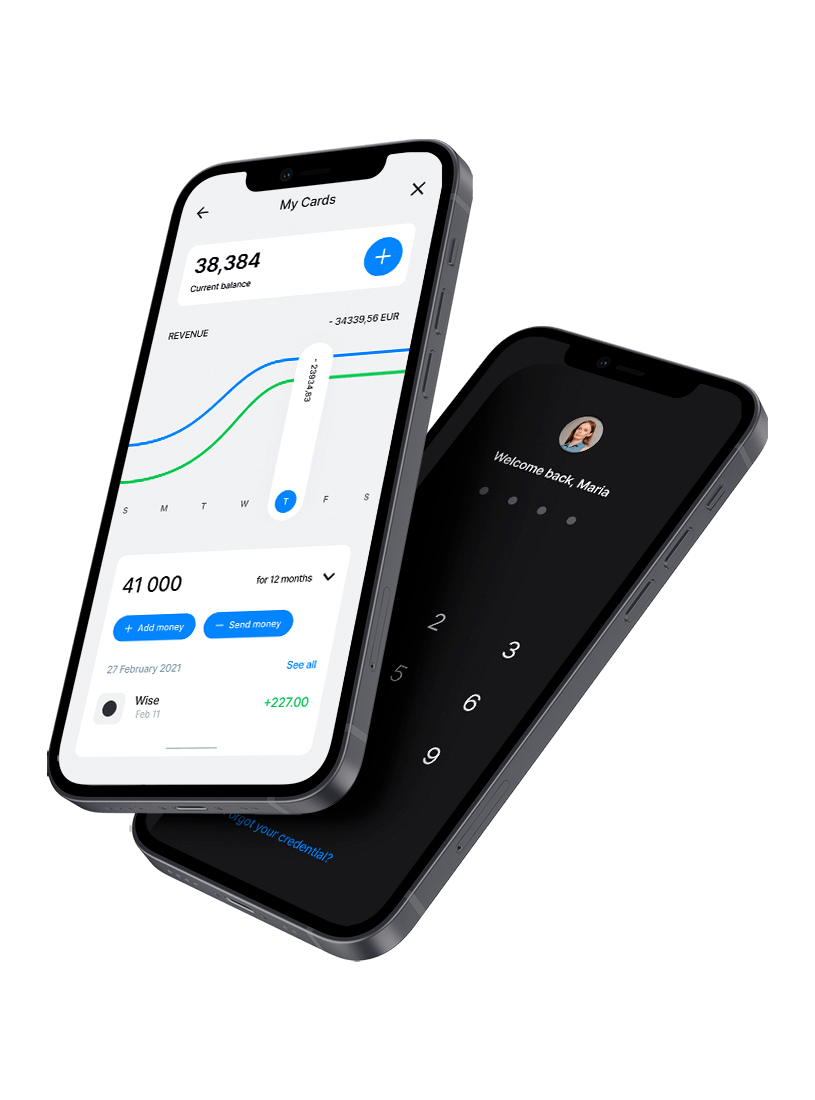 My Cards
38,384
Current balance
REVENUE
- 34339,56 EUR
- 23934,83
S M T W T F S
41 000
for 12 months
+ Add money
− Send money
27 February 2021
See all
Wise
Feb 11
+227.00
Welcome back, Maria
2
3
5
6
9
orgot your credential?